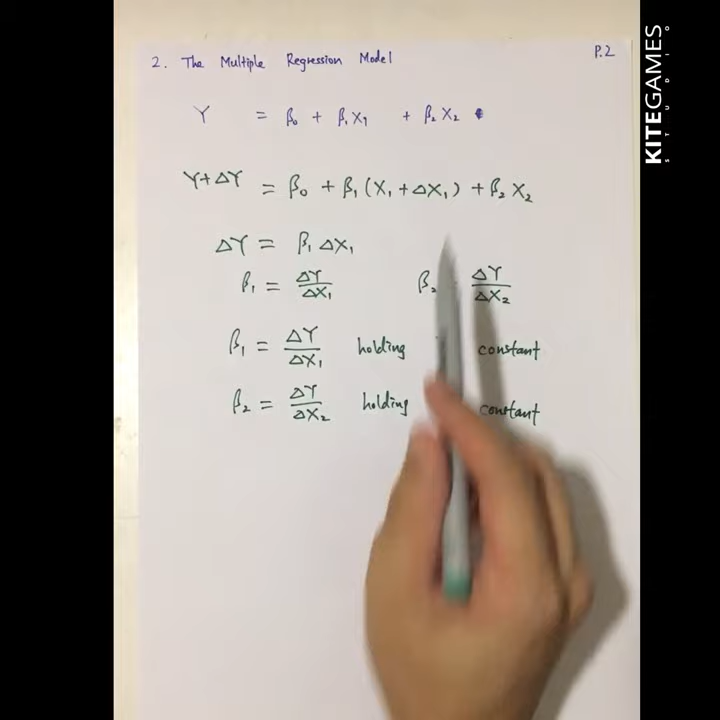 2. The Multiple Regression Model
P.2
Y = β₀ + β₁X₁ + β₂X₂
Y+ΔY = β₀ + β₁(X₁+ΔX₁) + β₂X₂
ΔY = β₁ΔX₁
β₁ = ΔY/ΔX₁ β₂ ΔY/ΔX₂
β₁ = ΔY/ΔX₁ holding constant
β₂ = ΔY/ΔX₂ holding constant
KITEGAMES
STUDIO